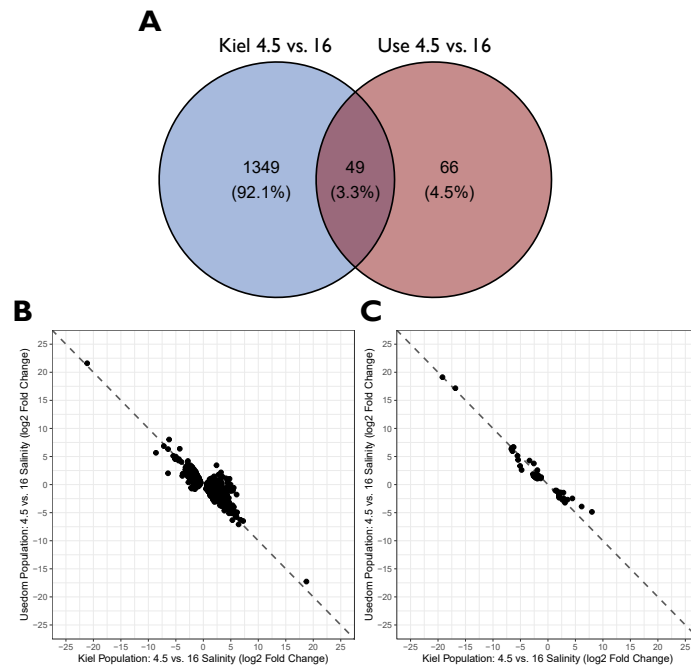 A
Kiel 4.5 vs. 16 Use 4.5 vs. 16
1349 49 66
(92.1%) (3.3%) (4.5%)
B C
25 25
20 20
15 15
10 10
5 5
0 0
−5 −5
−10 −10
−15 −15
−20 −20
−25 −25
Usedom Population: 4.5 vs. 16 Salinity (log2 Fold Change)
Usedom Population: 4.5 vs. 16 Salinity (log2 Fold Change)
−25 −20 −15 −10 −5 0 5 10 15 20 25 −25 −20 −15 −10 −5 0 5 10 15 20 25
Kiel Population: 4.5 vs. 16 Salinity (log2 Fold Change) Kiel Population: 4.5 vs. 16 Salinity (log2 Fold Change)